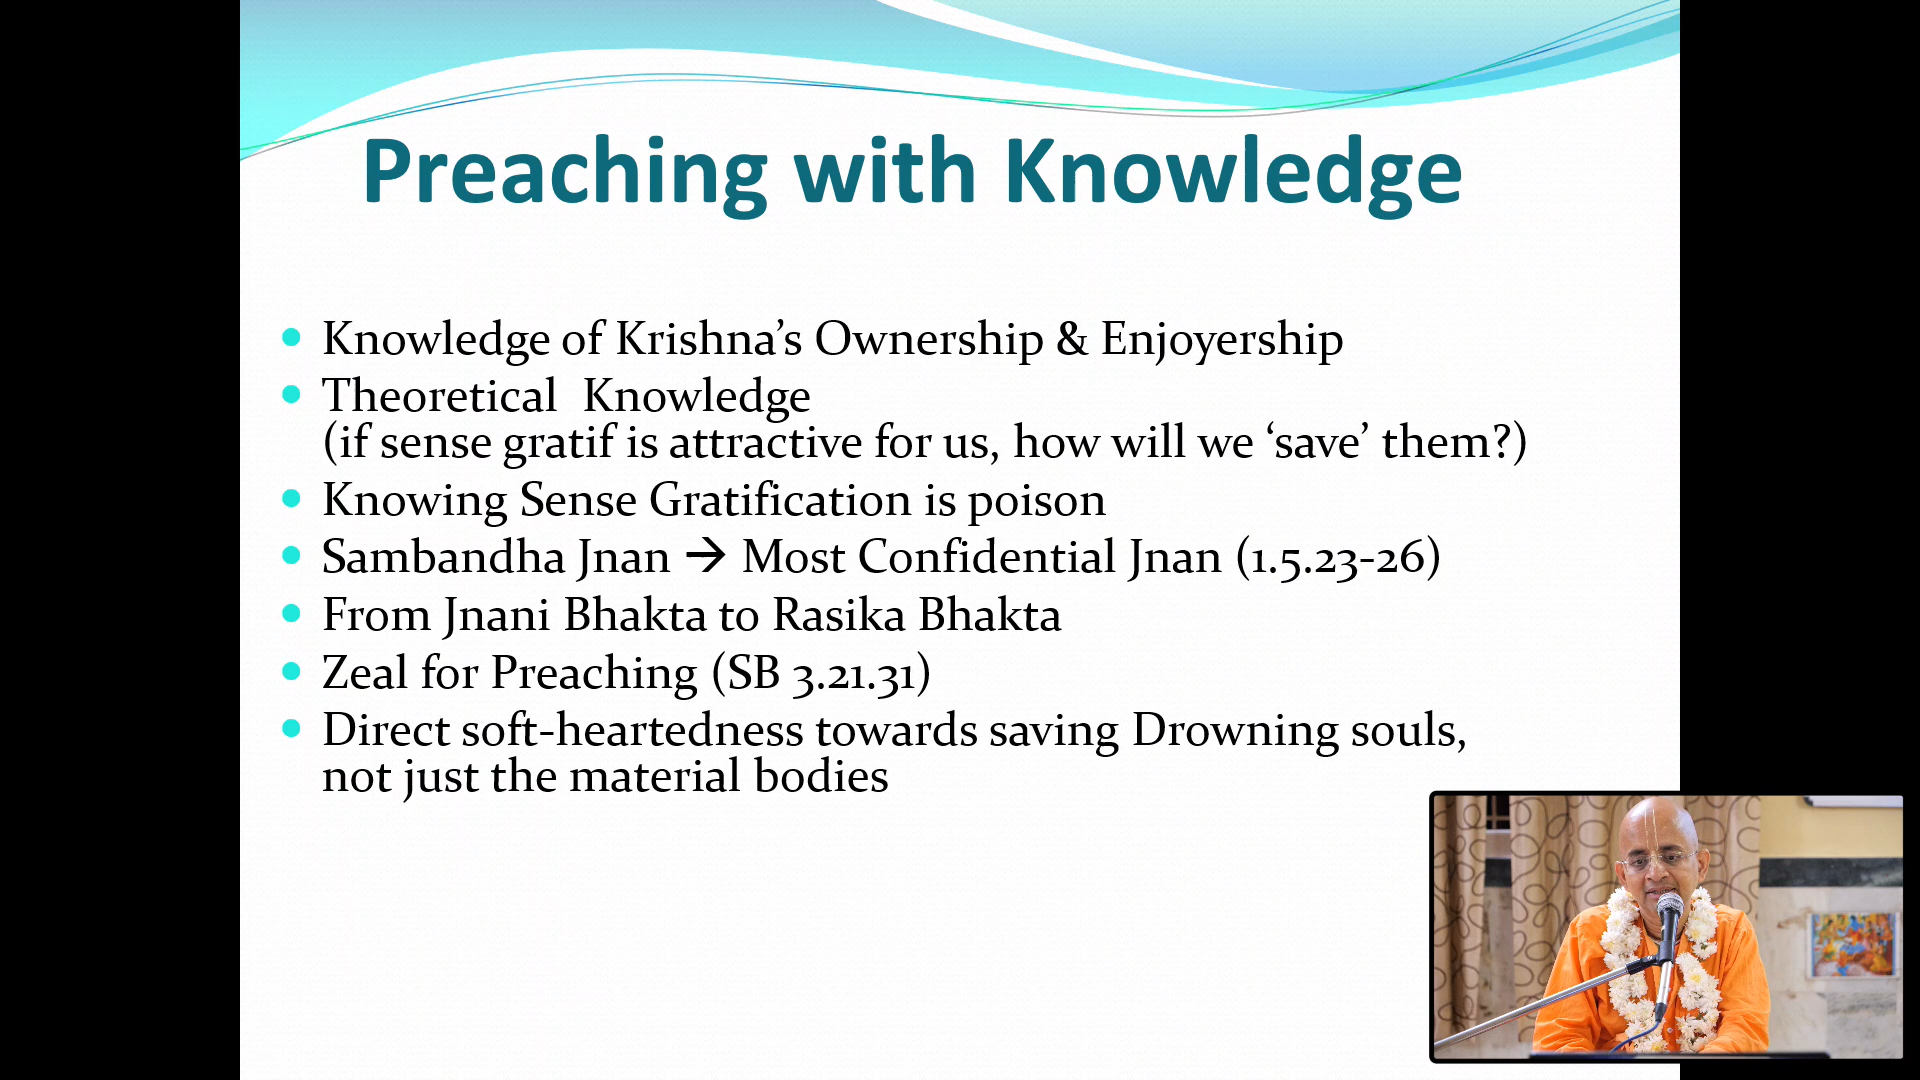 Preaching with Knowledge
• Knowledge of Krishna’s Ownership & Enjoyership
• Theoretical Knowledge
(if sense gratif is attractive for us, how will we ‘save’ them?)
• Knowing Sense Gratification is poison
• Sambandha Jnan → Most Confidential Jnan (1.5.23-26)
• From Jnani Bhakta to Rasika Bhakta
• Zeal for Preaching (SB 3.21.31)
• Direct soft-heartedness towards saving Drowning souls,
not just the material bodies